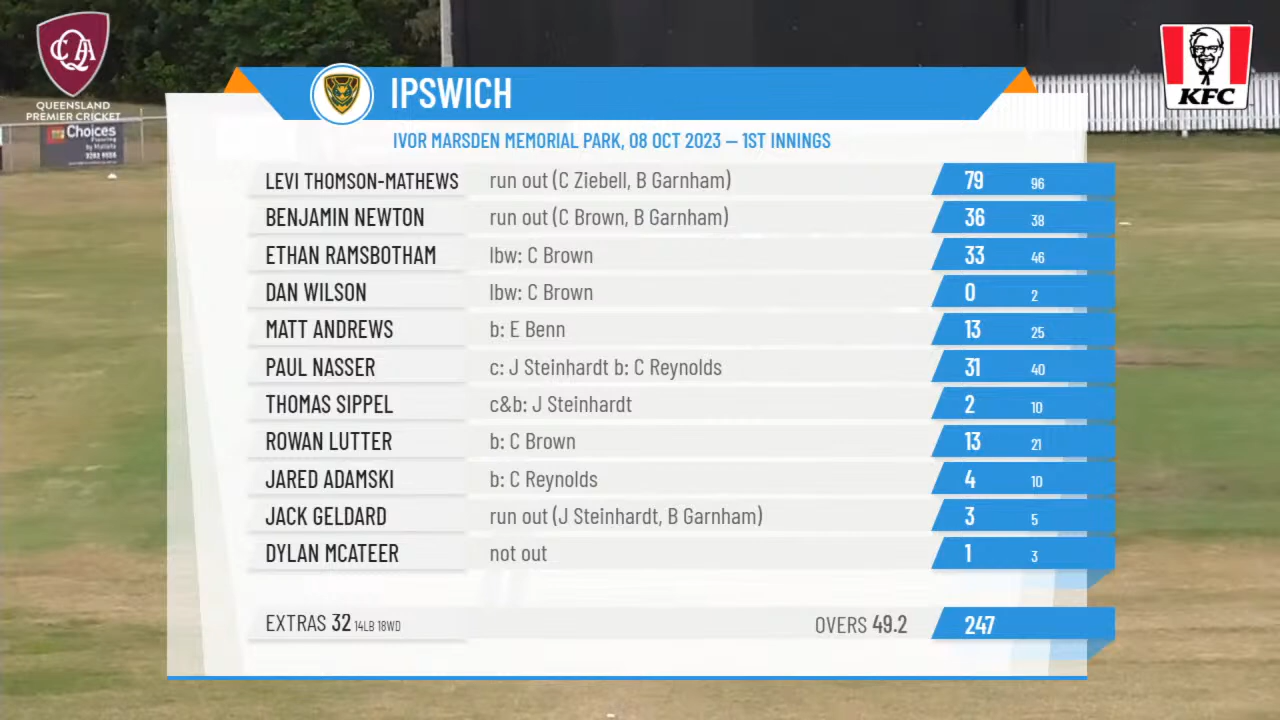 QUEENSLAND
PREMIER CRICKET
KFC
Choices
IPSWICH
IVOR MARSDEN MEMORIAL PARK, 08 OCT 2023 – 1ST INNINGS
LEVI THOMSON-MATHEWS run out (C Ziebell, B Garnham) 79 96
BENJAMIN NEWTON run out (C Brown, B Garnham) 36 38
ETHAN RAMSBOTHAM lbw: C Brown 33 46
DAN WILSON lbw: C Brown 0 2
MATT ANDREWS b: E Benn 13 25
PAUL NASSER c: J Steinhardt b: C Reynolds 31 40
THOMAS SIPPEL c&b: J Steinhardt 2 10
ROWAN LUTTER b: C Brown 13 21
JARED ADAMSKI b: C Reynolds 4 10
JACK GELDARD run out (J Steinhardt, B Garnham) 3 5
DYLAN MCATEER not out 1 3
EXTRAS 32 14LB 18WD OVERS 49.2 247